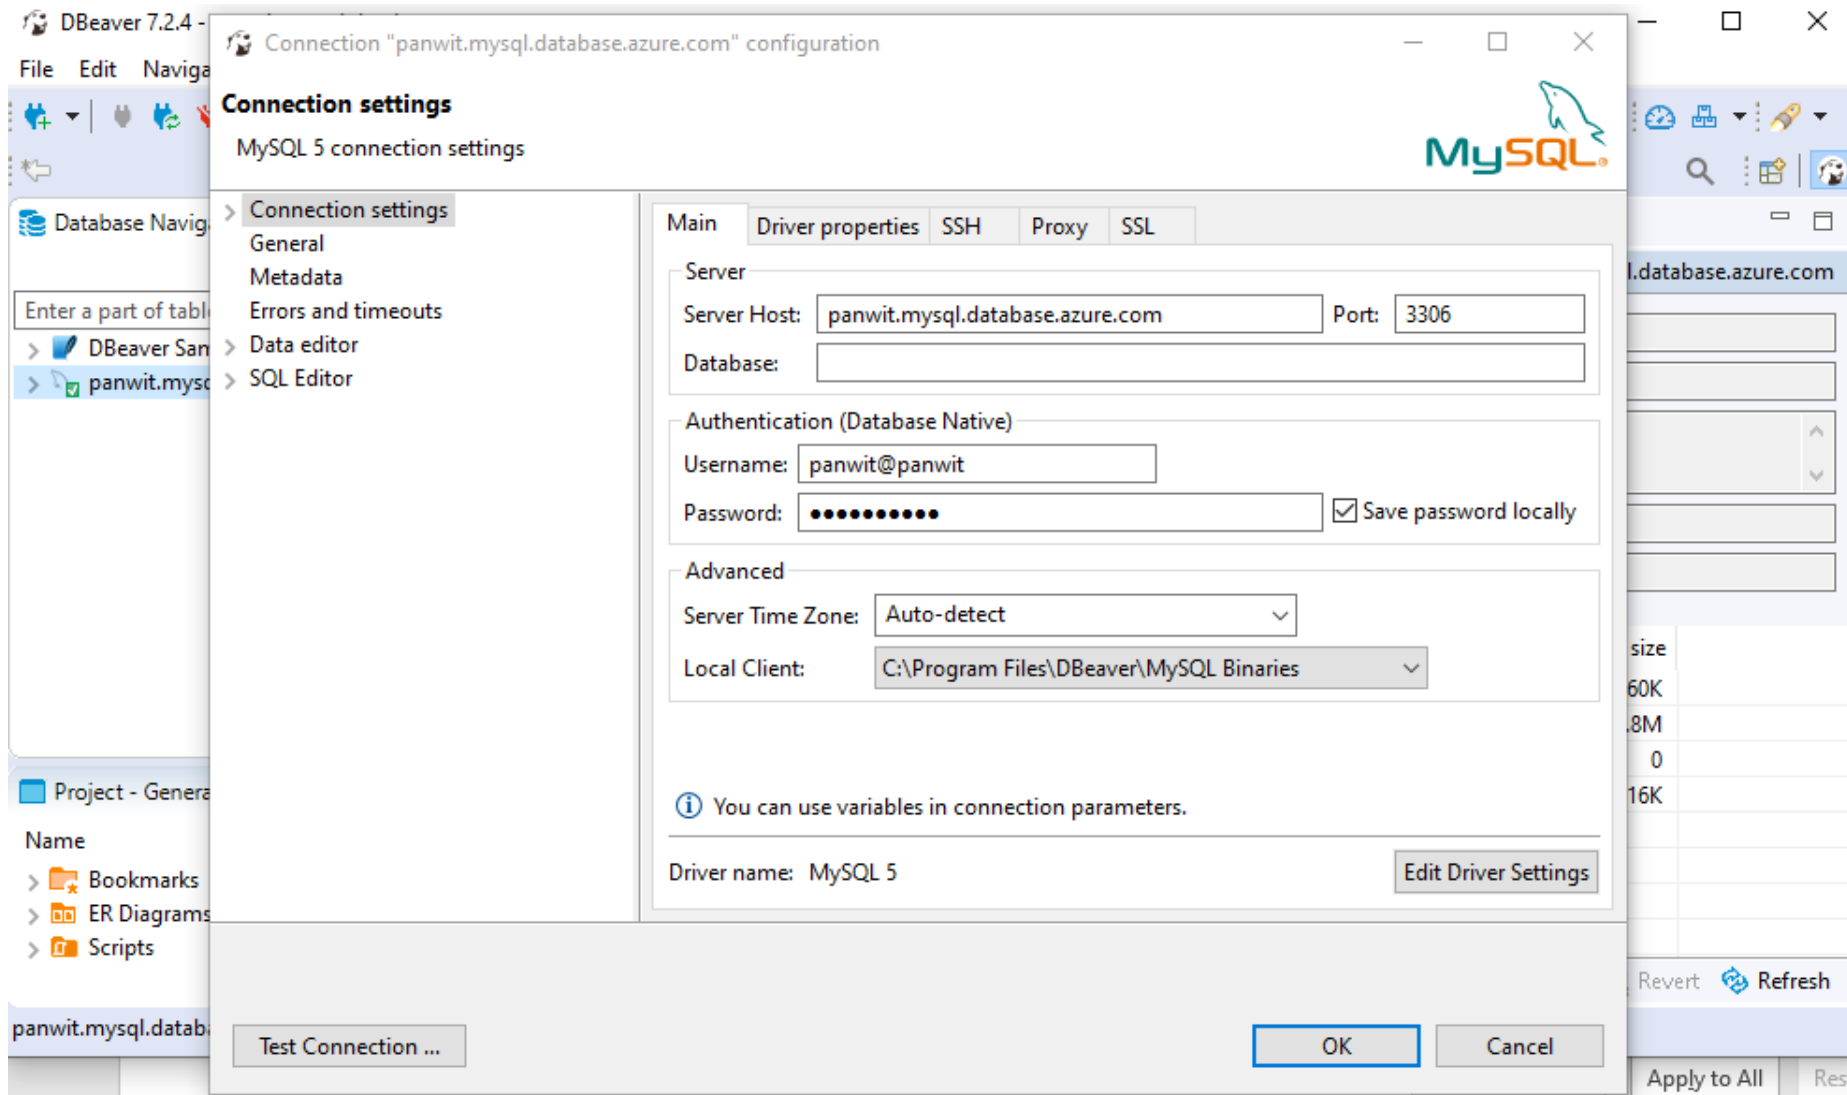 DBeaver 7.2.4 -
File Edit Naviga
Database Navig
Enter a part of tabl
DBeaver Sam
panwit.mysq
Project - Genera
Name
Bookmarks
ER Diagrams
Scripts
panwit.mysql.datab
Connection "panwit.mysql.database.azure.com" configuration
Connection settings
MySQL 5 connection settings
MySQL
Connection settings
General
Metadata
Errors and timeouts
Data editor
SQL Editor
Main Driver properties SSH Proxy SSL
Server
Server Host: panwit.mysql.database.azure.com Port: 3306
Database:
Authentication (Database Native)
Username: panwit@panwit
Password: ●●●●●●●●●● Save password locally
Advanced
Server Time Zone: Auto-detect
Local Client: C:\Program Files\DBeaver\MySQL Binaries
You can use variables in connection parameters.
Driver name: MySQL 5 Edit Driver Settings
Test Connection ... OK Cancel
l.database.azure.com
size
60K
.8M
0
16K
Revert Refresh
Apply to All Res